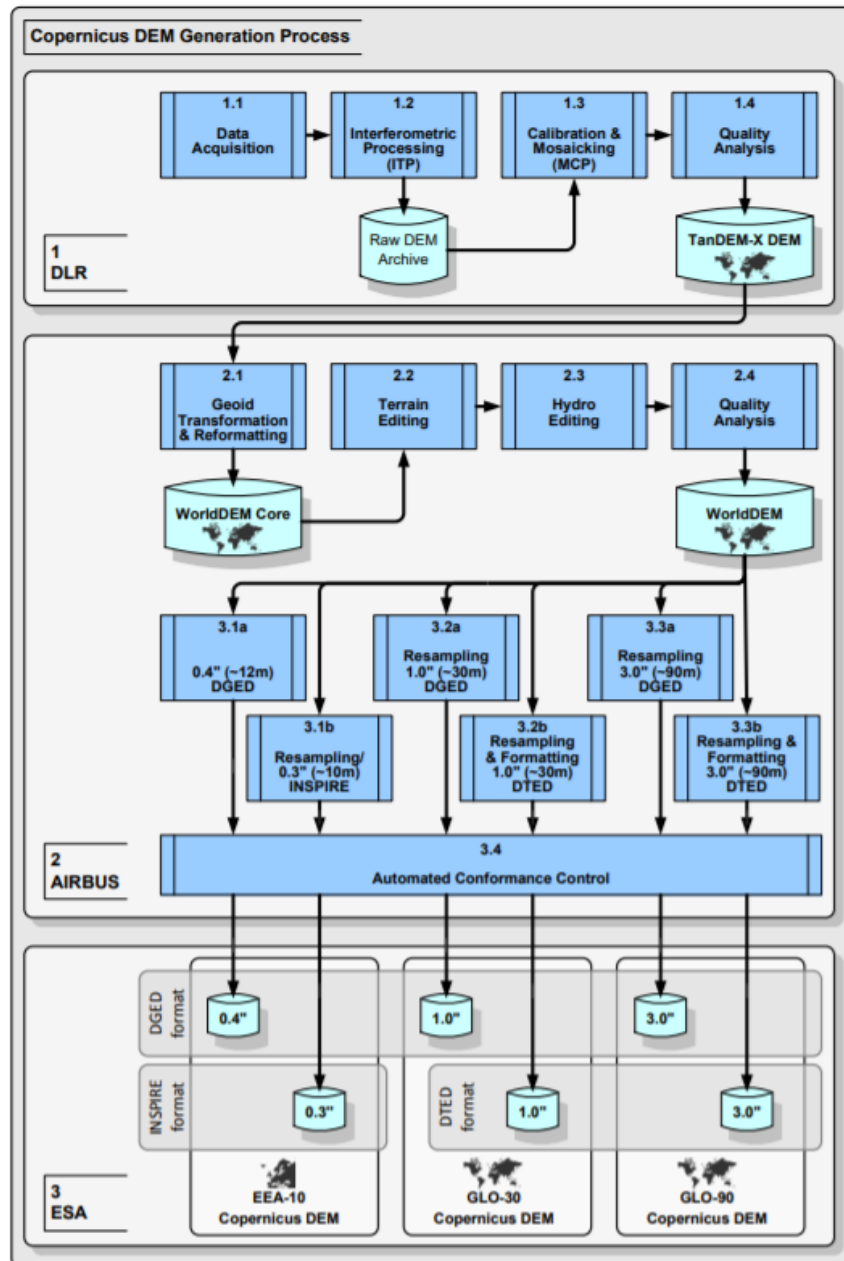 Copernicus DEM Generation Process
1.1
Data
Acquisition
1.2
Interferometric
Processing
(ITP)
1.3
Calibration &
Mosaicking
(MCP)
1.4
Quality
Analysis
Raw DEM
Archive
TanDEM-X DEM
1
DLR
2.1
Geoid
Transformation
& Reformatting
2.2
Terrain
Editing
2.3
Hydro
Editing
2.4
Quality
Analysis
WorldDEM Core
WorldDEM
3.1a
0.4" (~12m)
DGED
3.2a
Resampling
1.0" (~30m)
DGED
3.3a
Resampling
3.0" (~90m)
DGED
3.1b
Resampling/
0.3" (~10m)
INSPIRE
3.2b
Resampling
& Formatting
1.0" (~30m)
DTED
3.3b
Resampling &
Formatting
3.0" (~90m)
DTED
3.4
Automated Conformance Control
2
AIRBUS
DGED
format
0.4"
1.0"
3.0"
INSPIRE
format
0.3"
DTED
format
1.0"
3.0"
EEA-10
Copernicus DEM
GLO-30
Copernicus DEM
GLO-90
Copernicus DEM
3
ESA